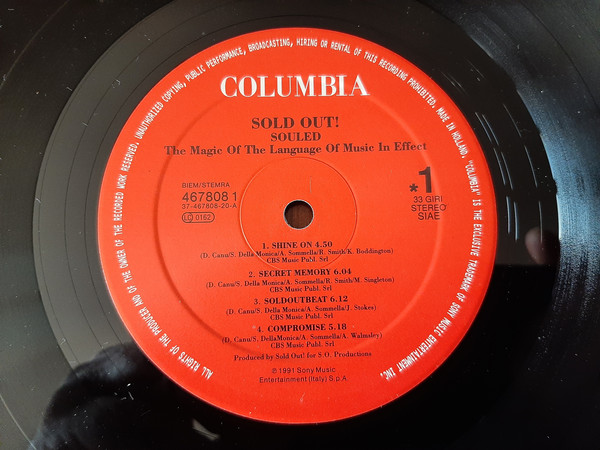 ALL RIGHTS OF THE PRODUCER AND OF THE OWNER OF THE RECORDED WORK RESERVED. UNAUTHORIZED COPYING, PUBLIC PERFORMANCE, BROADCASTING, HIRING OR RENTAL OF THIS RECORDING PROHIBITED. MADE IN HOLLAND. "COLUMBIA" IS THE EXCLUSIVE TRADEMARK OF SONY MUSIC ENTERTAINMENT INC.
COLUMBIA
SOLD OUT!
SOULED
The Magic Of The Language Of Music In Effect
BIEM/STEMRA
467808 1
37-467808-20-A
LC 0162
*1
33 GIRI
STEREO
SIAE
1. SHINE ON 4.50
(D. Canu/S. Della Monica/A. Sommella/R. Smith/K. Boddington)
CBS Music Publ. Srl
2. SECRET MEMORY 6.04
(D. Canu/S. Della Monica/A. Sommella/R. Smith/M. Singleton)
CBS Music Publ. Srl
3. SOLDOUTBEAT 6.12
(D. Canu/S. Della Monica/A. Sommella/J. Stokes)
CBS Music Publ. Srl
4. COMPROMISE 5.18
(D. Canu/S. DellaMonica/A. Sommella/A. Walmsley)
CBS Music Publ. Srl
Produced by Sold Out! for S.O. Productions
℗ 1991 Sony Music
Entertainment (Italy) S.p.A